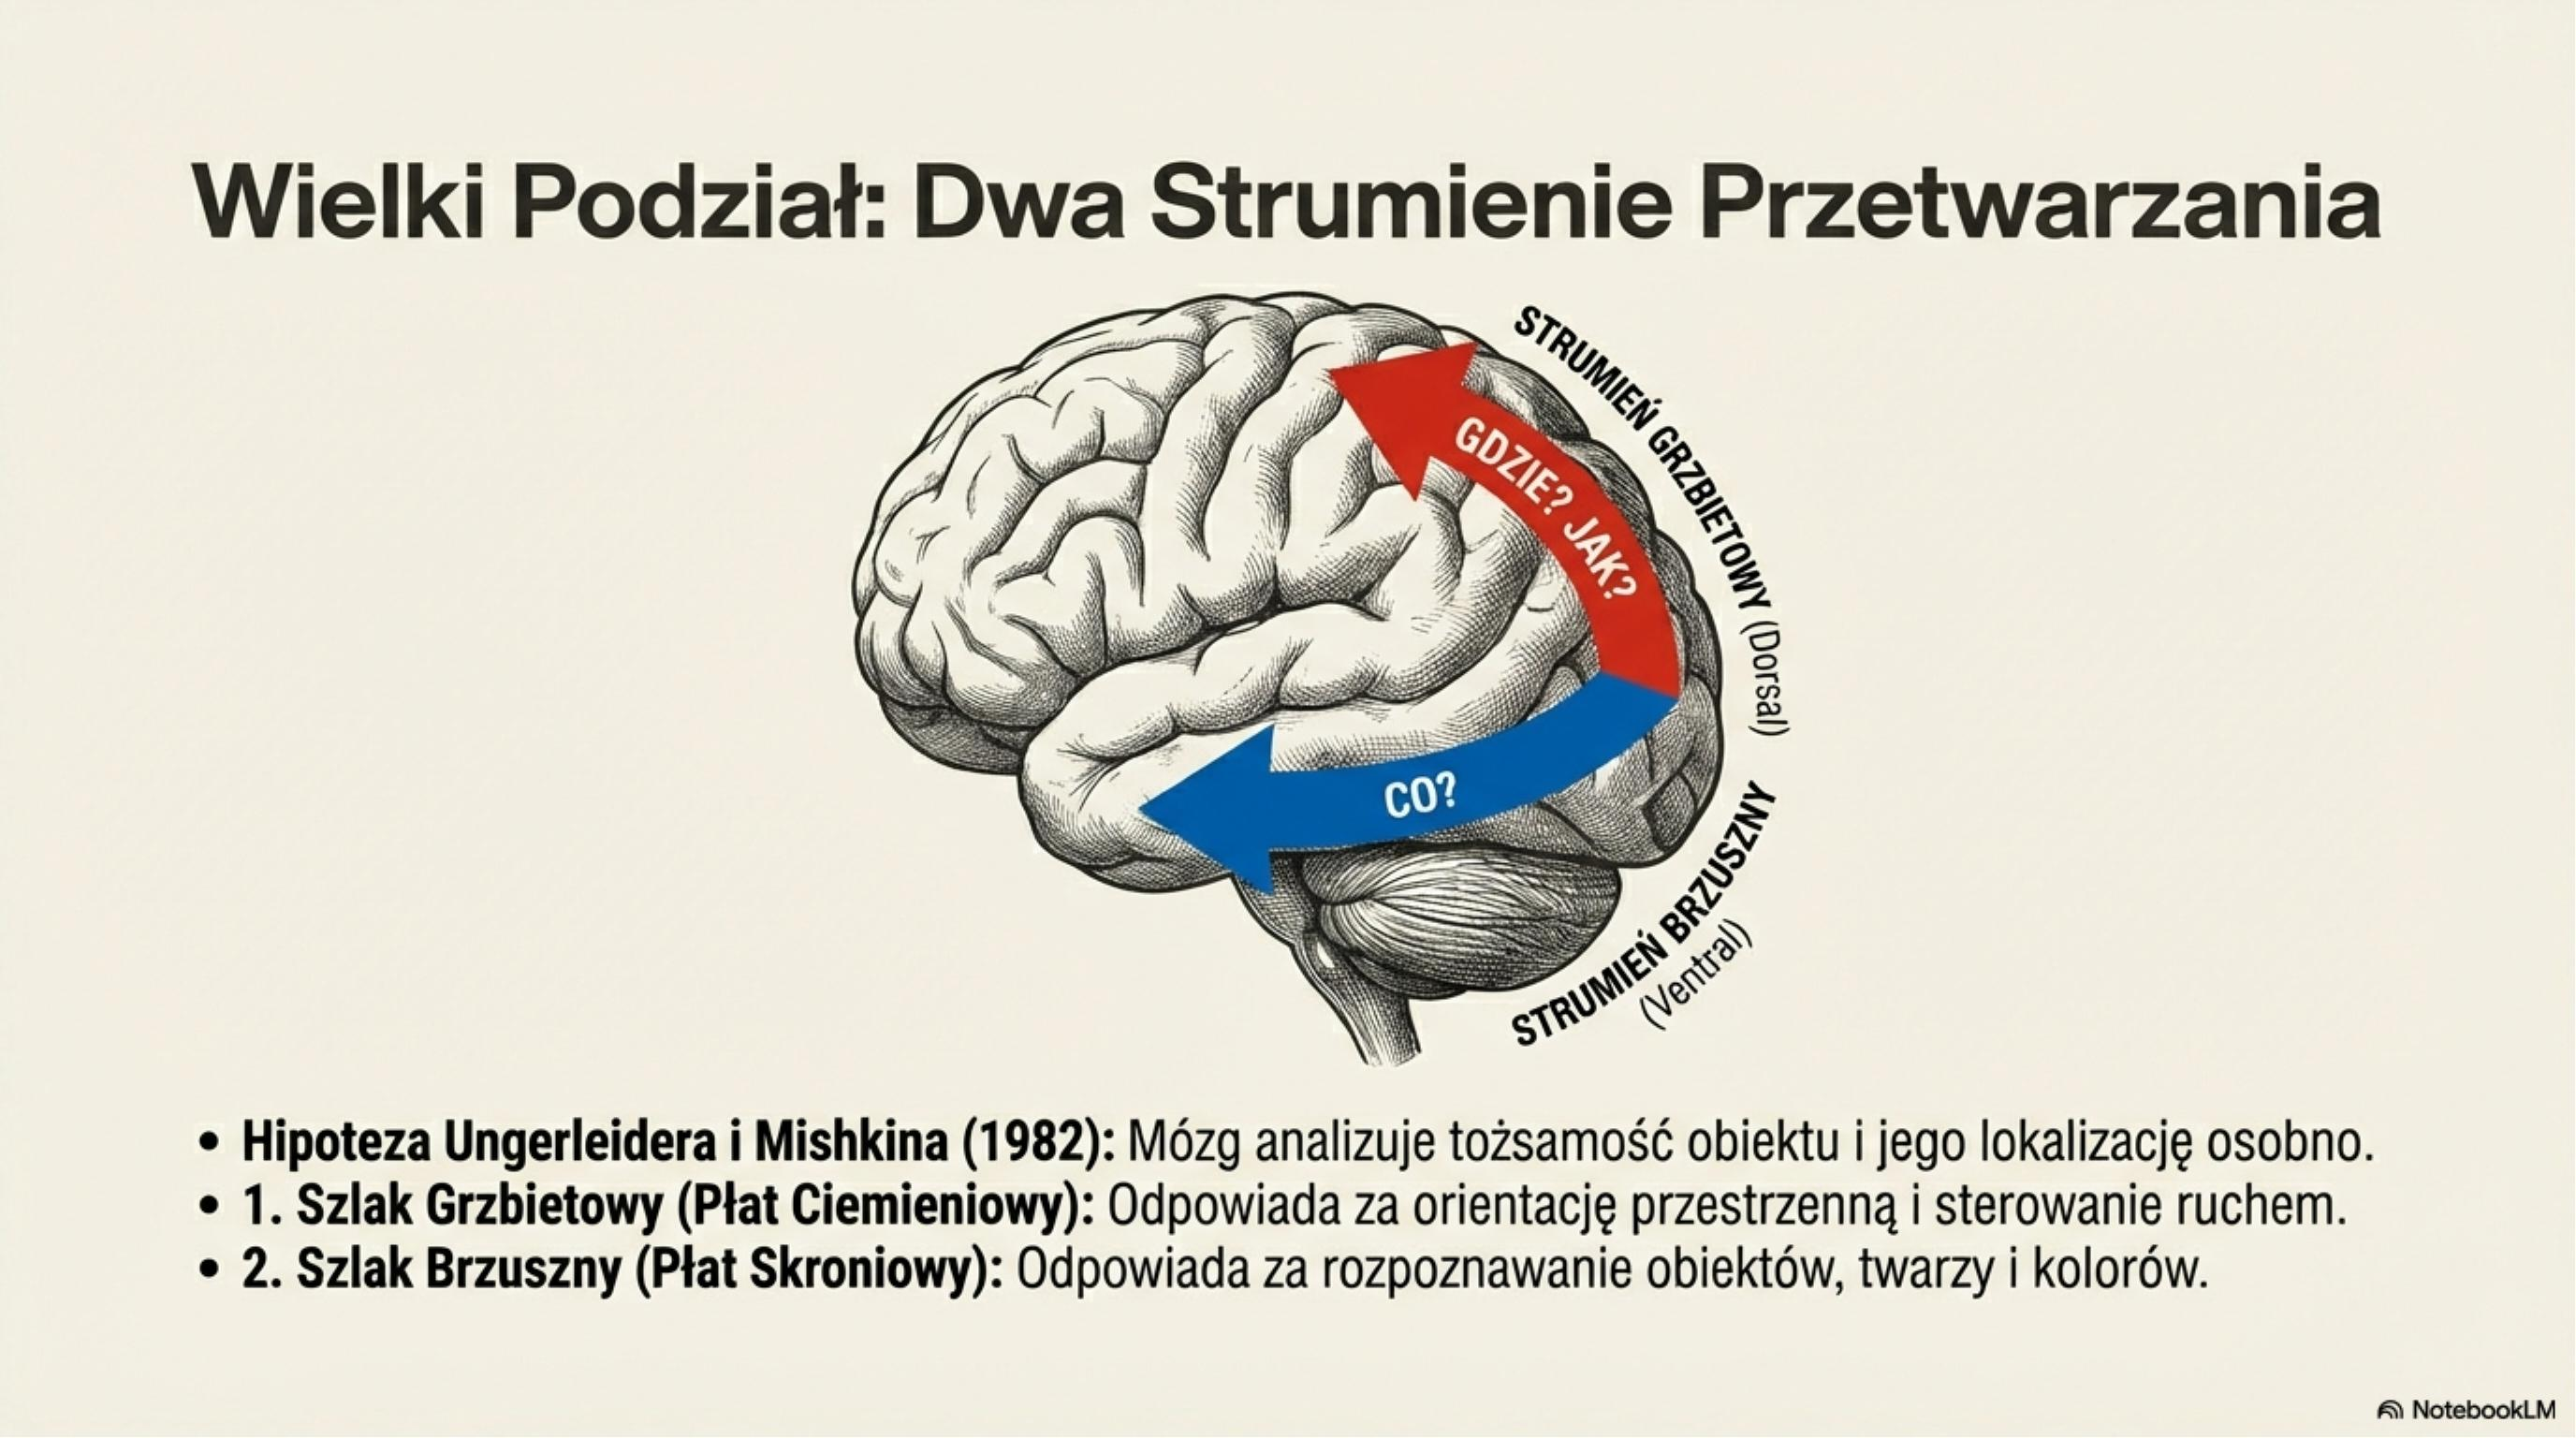 Wielki Podział: Dwa Strumienie Przetwarzania
STRUMIEŃ GRZBIETOWY (Dorsal)
GDZIE? JAK?
CO?
STRUMIEŃ BRZUSZNY
(Ventral)
• Hipoteza Ungerleidera i Mishkina (1982): Mózg analizuje tożsamość obiektu i jego lokalizację osobno.
• 1. Szlak Grzbietowy (Płat Ciemieniowy): Odpowiada za orientację przestrzenną i sterowanie ruchem.
• 2. Szlak Brzuszny (Płat Skroniowy): Odpowiada za rozpoznawanie obiektów, twarzy i kolorów.
NotebookLM